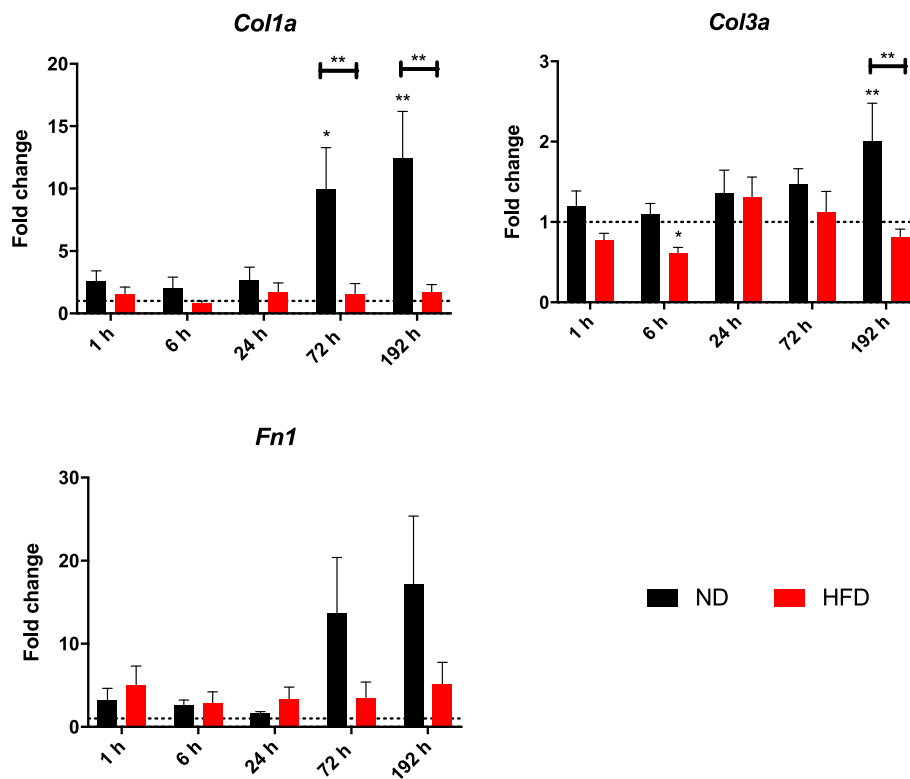 Col1a
Fold change
20
15
10
5
0
**
**
*
**
1 h
6 h
24 h
72 h
192 h
Col3a
Fold change
3
2
1
0
**
**
*
1 h
6 h
24 h
72 h
192 h
Fn1
Fold change
30
20
10
0
1 h
6 h
24 h
72 h
192 h
ND
HFD